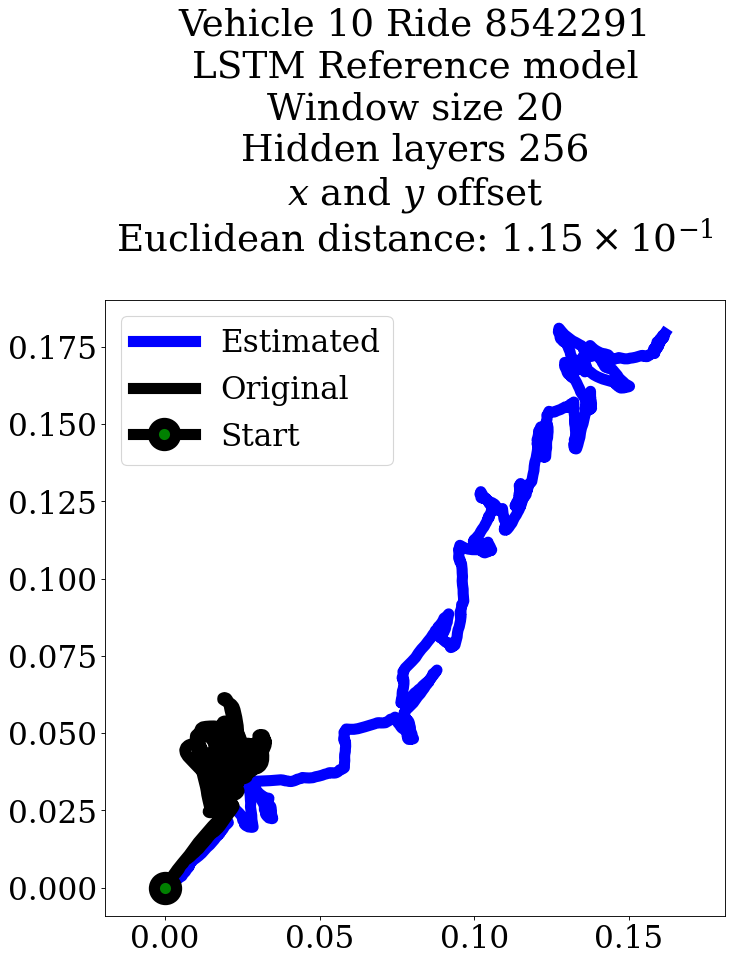 Vehicle 10 Ride 8542291
LSTM Reference model
Window size 20
Hidden layers 256
x and y offset
Euclidean distance: 1.15 × 10⁻¹
Estimated
Original
Start
0.175
0.150
0.125
0.100
0.075
0.050
0.025
0.000
0.00 0.05 0.10 0.15